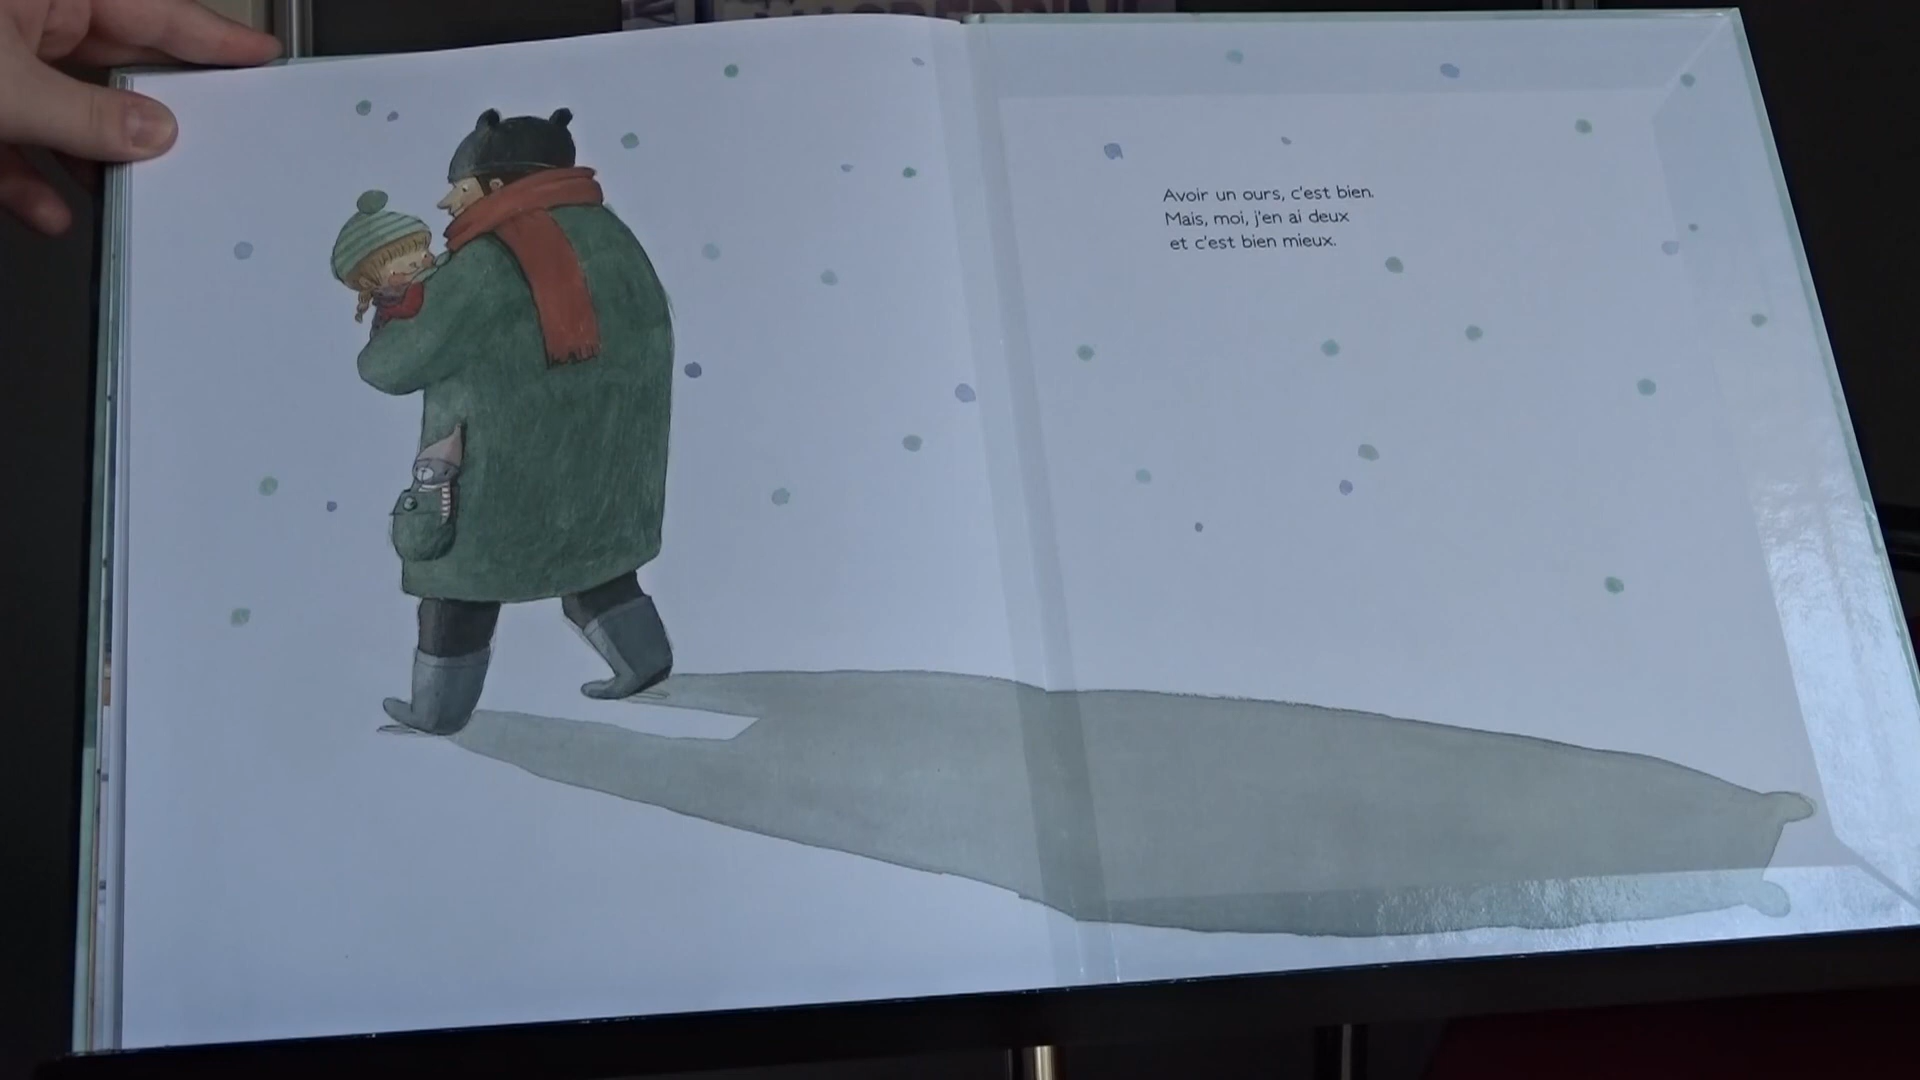 Avoir un ours, c'est bien.
Mais, moi, j'en ai deux
et c'est bien mieux.